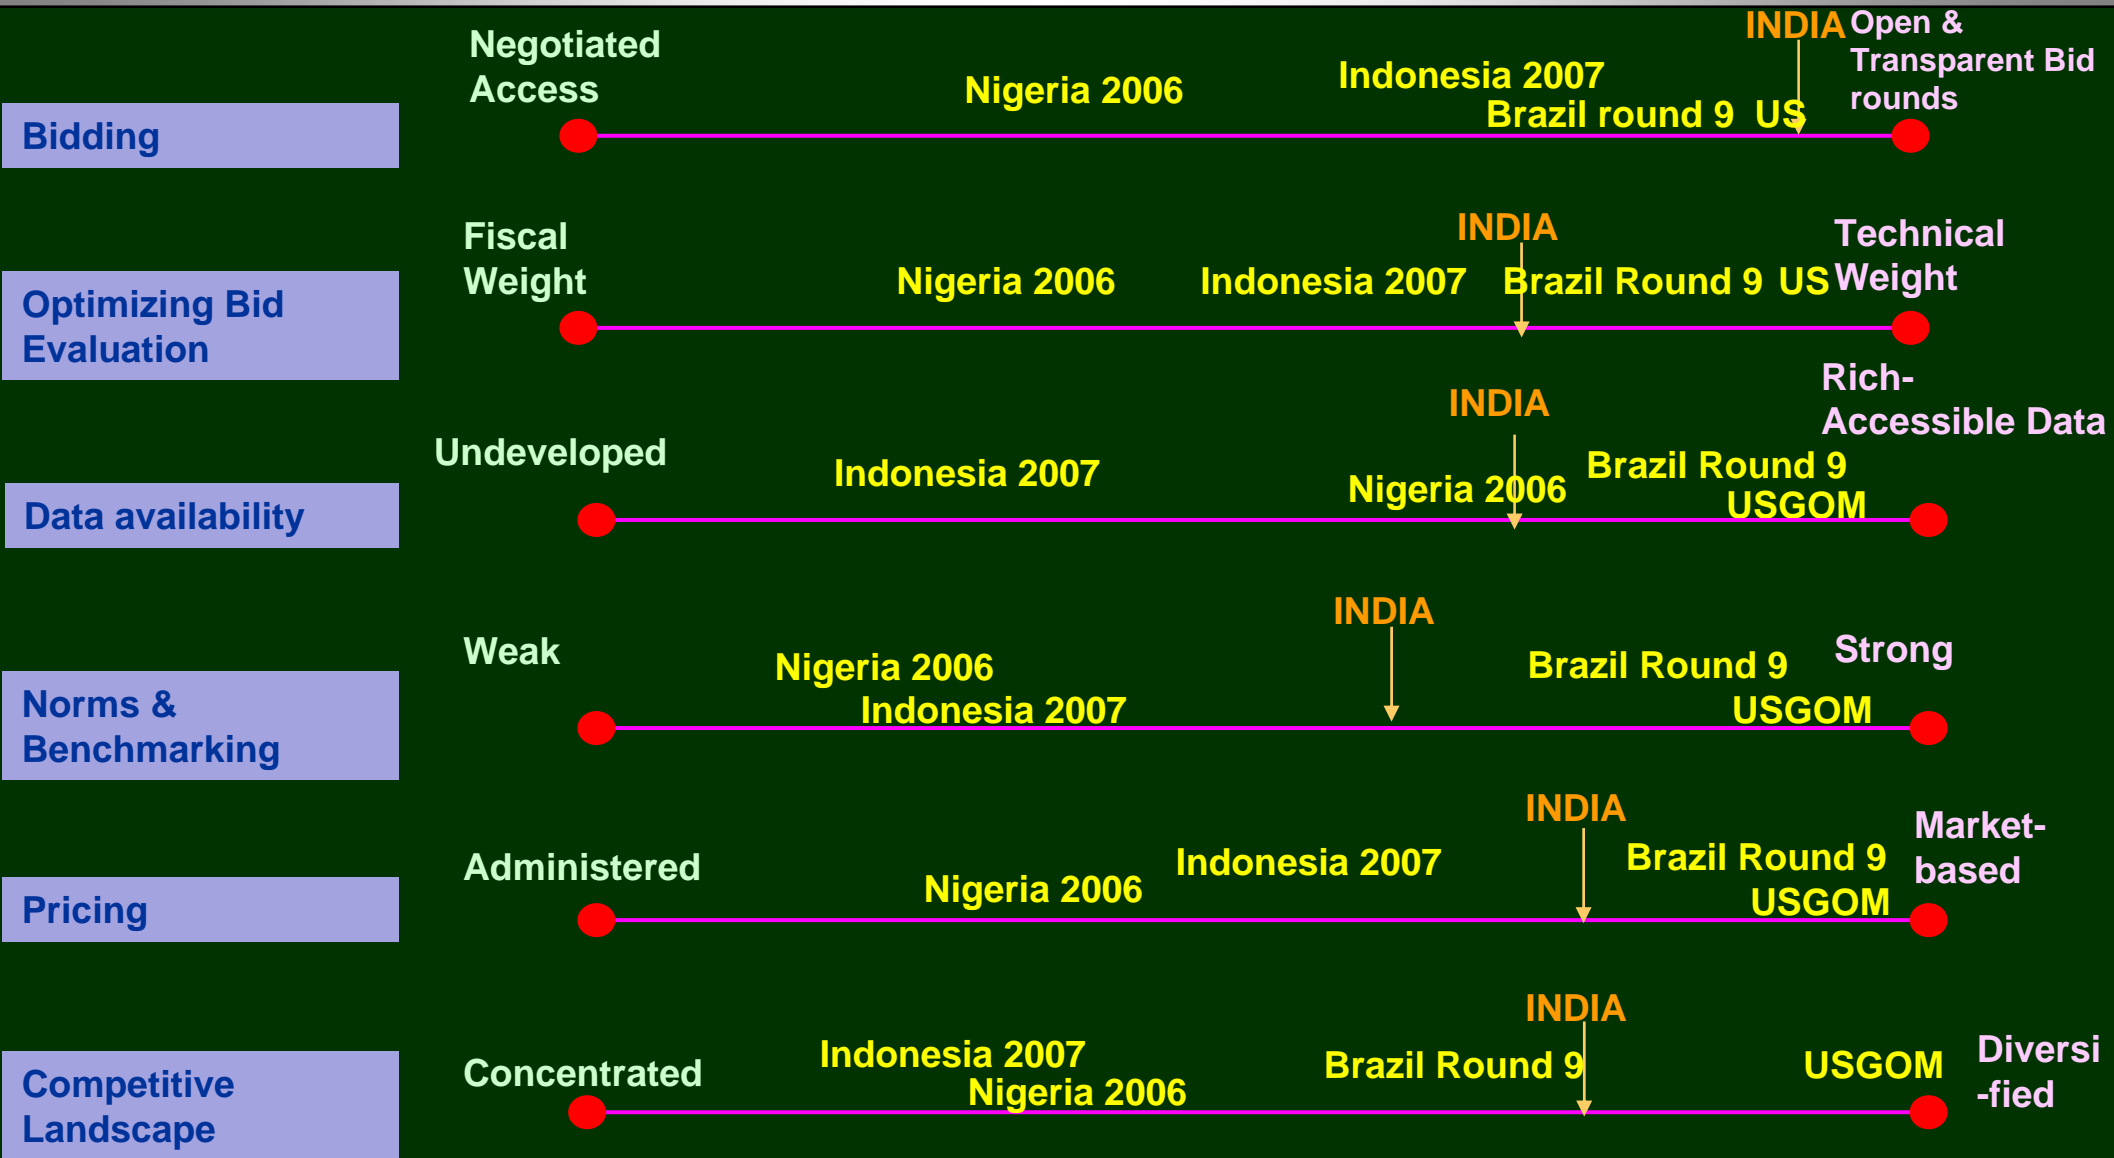 Bidding
Negotiated
Access
Nigeria 2006
Indonesia 2007
Brazil round 9 US
INDIA
Open &
Transparent Bid
rounds
Optimizing Bid
Evaluation
Fiscal
Weight
Nigeria 2006
Indonesia 2007
INDIA
Brazil Round 9 US
Technical
Weight
Data availability
Undeveloped
Indonesia 2007
INDIA
Nigeria 2006
Brazil Round 9
USGOM
Rich-
Accessible Data
Norms &
Benchmarking
Weak
Nigeria 2006
Indonesia 2007
INDIA
Brazil Round 9
USGOM
Strong
Pricing
Administered
Nigeria 2006
Indonesia 2007
INDIA
Brazil Round 9
USGOM
Market-
based
Competitive
Landscape
Concentrated
Indonesia 2007
Nigeria 2006
Brazil Round 9
INDIA
USGOM
Diversi
-fied